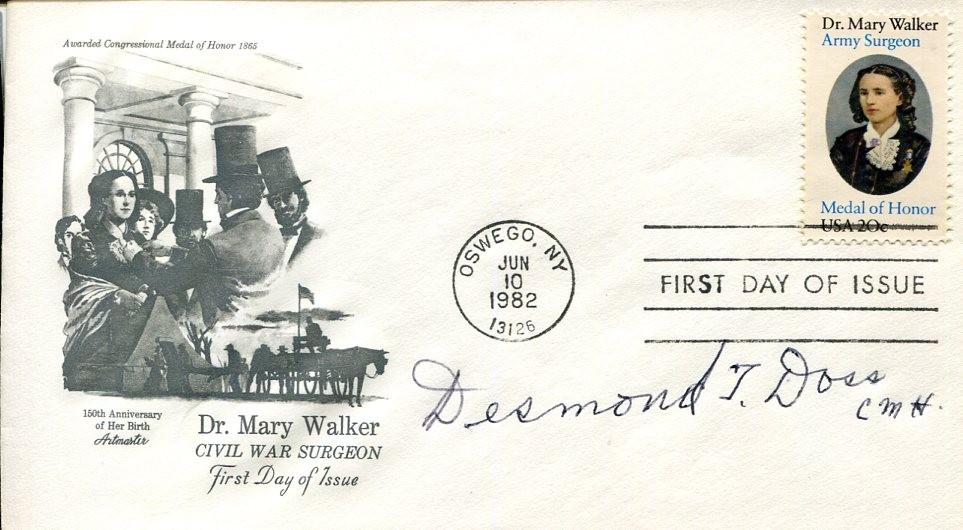 Awarded Congressional Medal of Honor 1865
Dr. Mary Walker
Army Surgeon
Medal of Honor
USA 20c
OSWEGO, NY
JUN
10
1982
13126
FIRST DAY OF ISSUE
Desmond T. Doss
CMH.
150th Anniversary
of Her Birth
Artmaster
Dr. Mary Walker
CIVIL WAR SURGEON
First Day of Issue